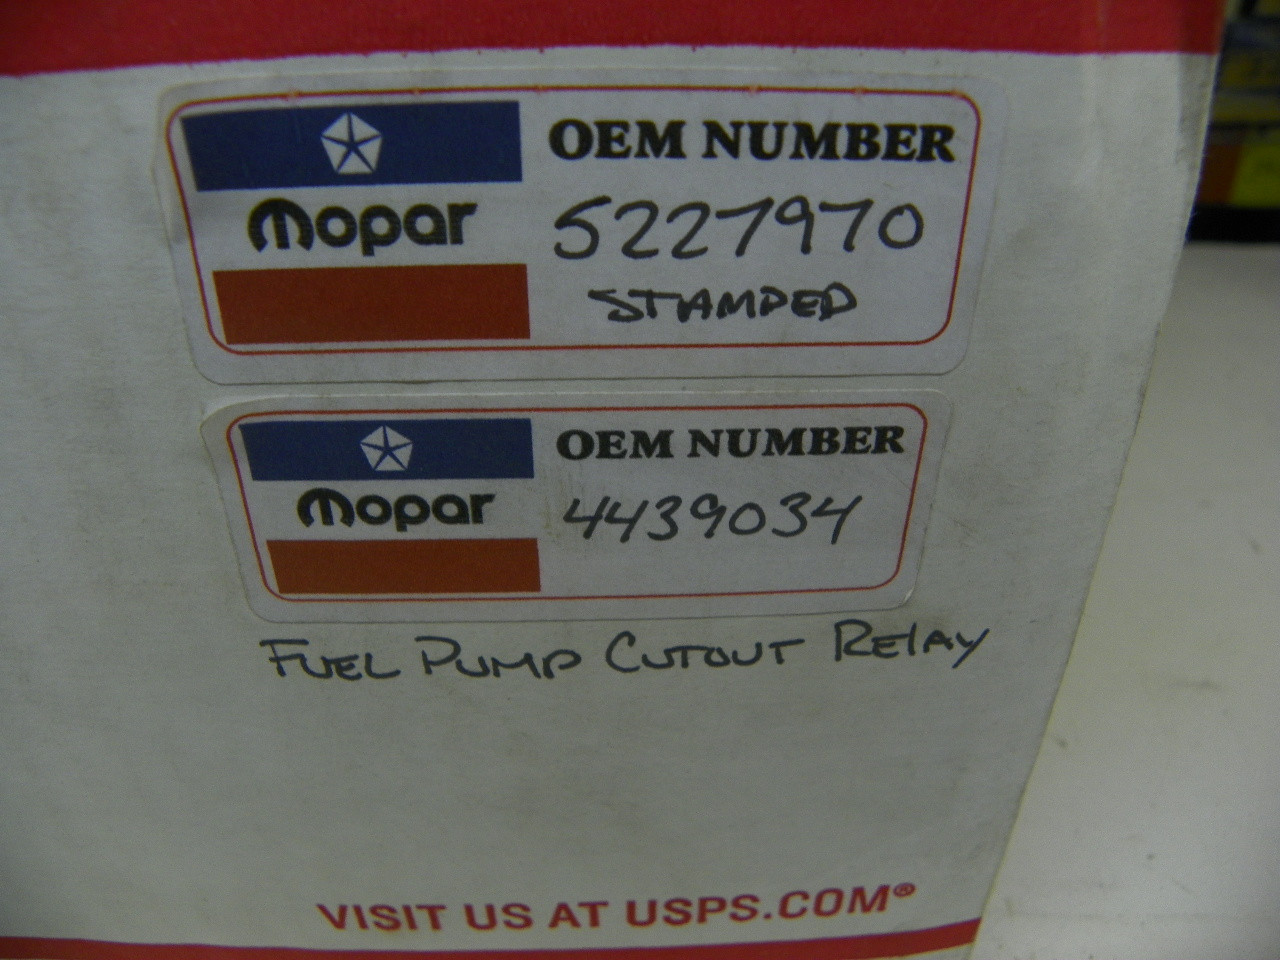 OEM NUMBER
Mopar
5227970
STAMPED
OEM NUMBER
Mopar
4439034
FUEL PUMP CUTOUT RElAY
VISIT US AT USPS.COM®